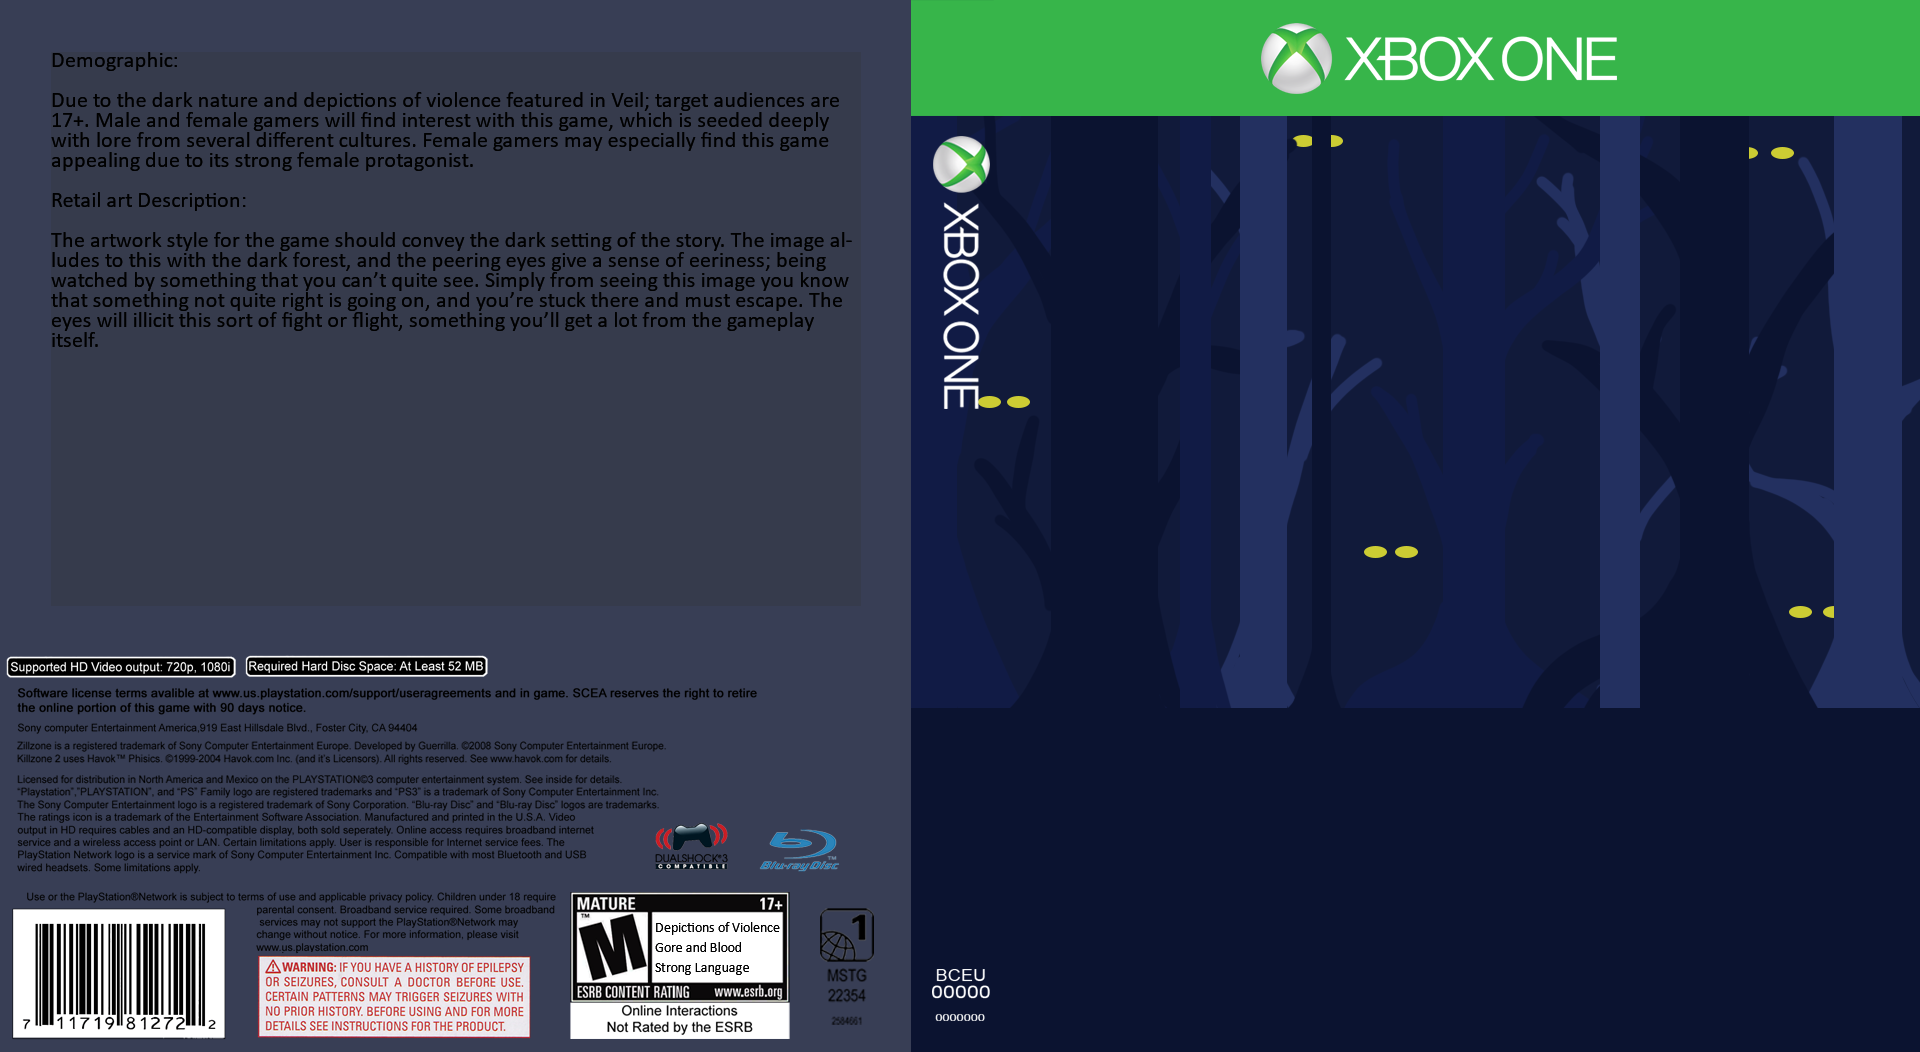 Demographic:
Due to the dark nature and depictions of violence featured in Veil; target audiences are
17+. Male and female gamers will find interest with this game, which is seeded deeply
with lore from several different cultures. Female gamers may especially find this game
appealing due to its strong female protagonist.
Retail art Description:
The artwork style for the game should convey the dark setting of the story. The image al-
ludes to this with the dark forest, and the peering eyes give a sense of eeriness; being
watched by something that you can't quite see. Simply from seeing this image you know
that something not quite right is going on, and you're stuck there and must escape. The
eyes will illicit this sort of fight or flight, something you'll get a lot from the gameplay
itself.
Supported HD Video output: 720p, 1080i
Required Hard Disc Space: At Least 52 MB
Software license terms avalible at www.us.playstation.com/support/useragreements and in game. SCEA reserves the right to retire
the online portion of this game with 90 days notice.
Sony computer Entertainment America,919 East Hillsdale Blvd., Foster City, CA 94404
Zillzone is a registered trademark of Sony Computer Entertainment Europe. Developed by Guerrilla. ©2008 Sony Computer Entertainment Europe.
Killzone 2 uses Havok™ Phisics. ©1999-2004 Havok.com Inc. (and it's Licensors). All rights reserved. See www.havok.com for details.
Licensed for distribution in North America and Mexico on the PLAYSTATION©3 computer entertainment system. See inside for details.
"Playstation","PLAYSTATION", and "PS" Family logo are registered trademarks and "PS3" is a trademark of Sony Computer Entertainment Inc.
The Sony Computer Entertainment logo is a registered trademark of Sony Corporation. "Blu-ray Disc" and "Blu-ray Disc" logos are trademarks.
The ratings icon is a trademark of the Entertainment Software Association. Manufactured and printed in the U.S.A. Video
output in HD requires cables and an HD-compatible display, both sold seperately. Online access requires broadband internet
service and a wireless access point or LAN. Certain limitations apply. User is responsible for Internet service fees. The
PlayStation Network logo is a service mark of Sony Computer Entertainment Inc. Compatible with most Bluetooth and USB
wired headsets. Some limitations apply.
DUALSHOCK®3
COMPATIBLE
Blu-ray Disc™
Use or the PlayStation®Network is subject to terms of use and applicable privacy policy. Children under 18 require
parental consent. Broadband service required. Some broadband
services may not support the PlayStation®Network may
change without notice. For more information, please visit
www.us.playstation.com
7 11719 81272 2
WARNING: IF YOU HAVE A HISTORY OF EPILEPSY
OR SEIZURES, CONSULT A DOCTOR BEFORE USE.
CERTAIN PATTERNS MAY TRIGGER SEIZURES WITH
NO PRIOR HISTORY. BEFORE USING AND FOR MORE
DETAILS SEE INSTRUCTIONS FOR THE PRODUCT.
MATURE 17+
M™
Depictions of Violence
Gore and Blood
Strong Language
ESRB CONTENT RATING www.esrb.org
Online Interactions
Not Rated by the ESRB
1
MSTG
22354
2584661
XBOX ONE
XBOX ONE
BCEU
00000
0000000